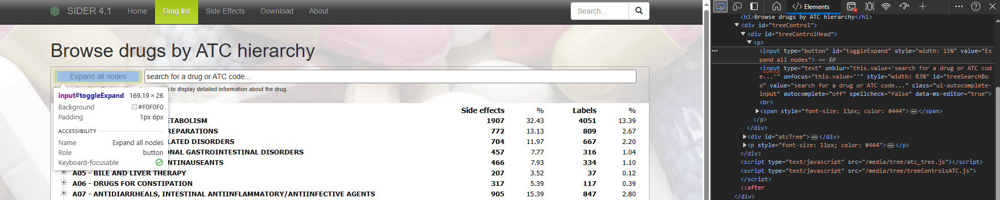 SIDER 4.1 Home Drug list Side Effects Download About Search...
Browse drugs by ATC hierarchy
Expand all nodes search for a drug or ATC code...
s to display detailed information about the drug.
input#toggleExpand 169.19 × 26
Background #F0F0F0
Padding 1px 6px
ACCESSIBILITY
Name Expand all nodes
Role button
Keyboard-focusable
Side effects % Labels %
ETABOLISM 1907 32.43 4051 13.39
REPARATIONS 772 13.13 809 2.67
LATED DISORDERS 704 11.97 667 2.20
NAL GASTROINTESTINAL DISORDERS 457 7.77 316 1.04
NTINAUSEANTS 466 7.93 334 1.10
A05 - BILE AND LIVER THERAPY 207 3.52 37 0.12
A06 - DRUGS FOR CONSTIPATION 317 5.39 117 0.39
A07 - ANTIDIARRHEALS, INTESTINAL ANTIINFLAMMATORY/ANTIINFECTIVE AGENTS 905 15.39 847 2.80
Elements
<h1>Browse drugs by ATC hierarchy</h1>
<div id="treeControl">
<div id="treeControlHead">
<p>
<input type="button" id="toggleExpand" style="width: 15%" value="Ex
pand all nodes"> == $0
<input type="text" onblur="this.value='search for a drug or ATC cod
e...'" onfocus="this.value=''" style="width: 83%" id="treeSearchBo
x" value="search for a drug or ATC code..." class="ui-autocomplete-
input" autocomplete="off" spellcheck="false" data-ms-editor="true">
<br>
<span style="font-size: 11px; color: #444">…</span>
</p>
</div>
<div id="atcTree">…</div>
<p style="font-size: 11px; color: #444">…</p>
</div>
<script type="text/javascript" src="/media/tree/atc_tree.js"></script>
<script type="text/javascript" src="/media/tree/treeControlsATC.js">
</script>
::after
</div>